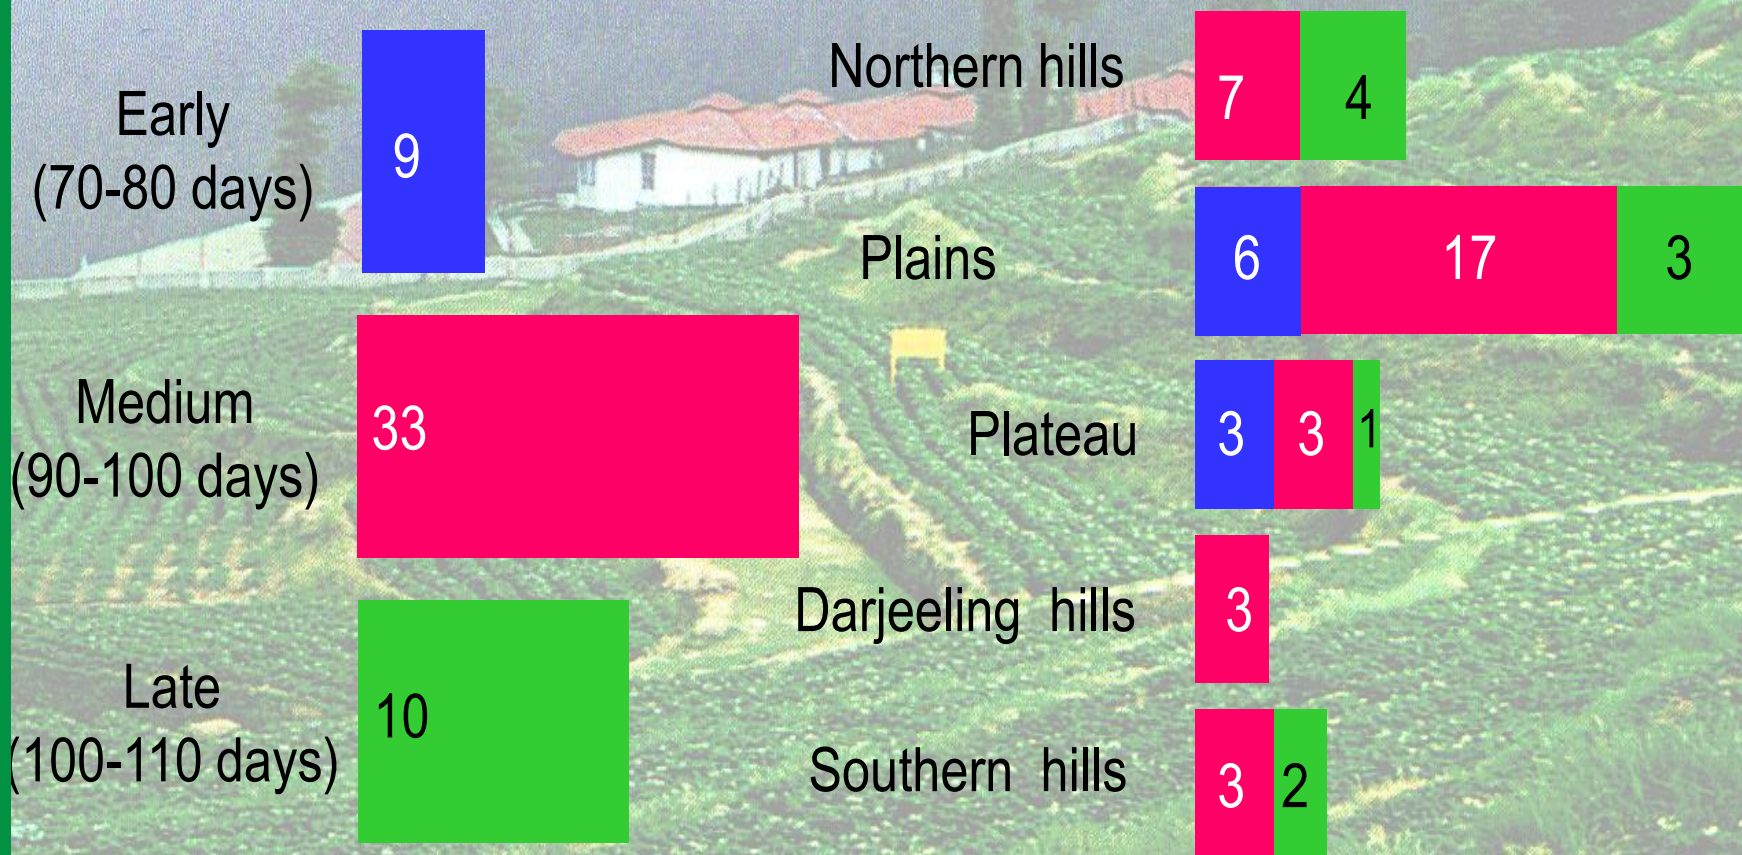 Early
(70-80 days)
9
Medium
(90-100 days)
33
Late
(100-110 days)
10
Northern hills
7 4
Plains
6 17 3
Plateau
3 3 1
Darjeeling hills
3
Southern hills
3 2